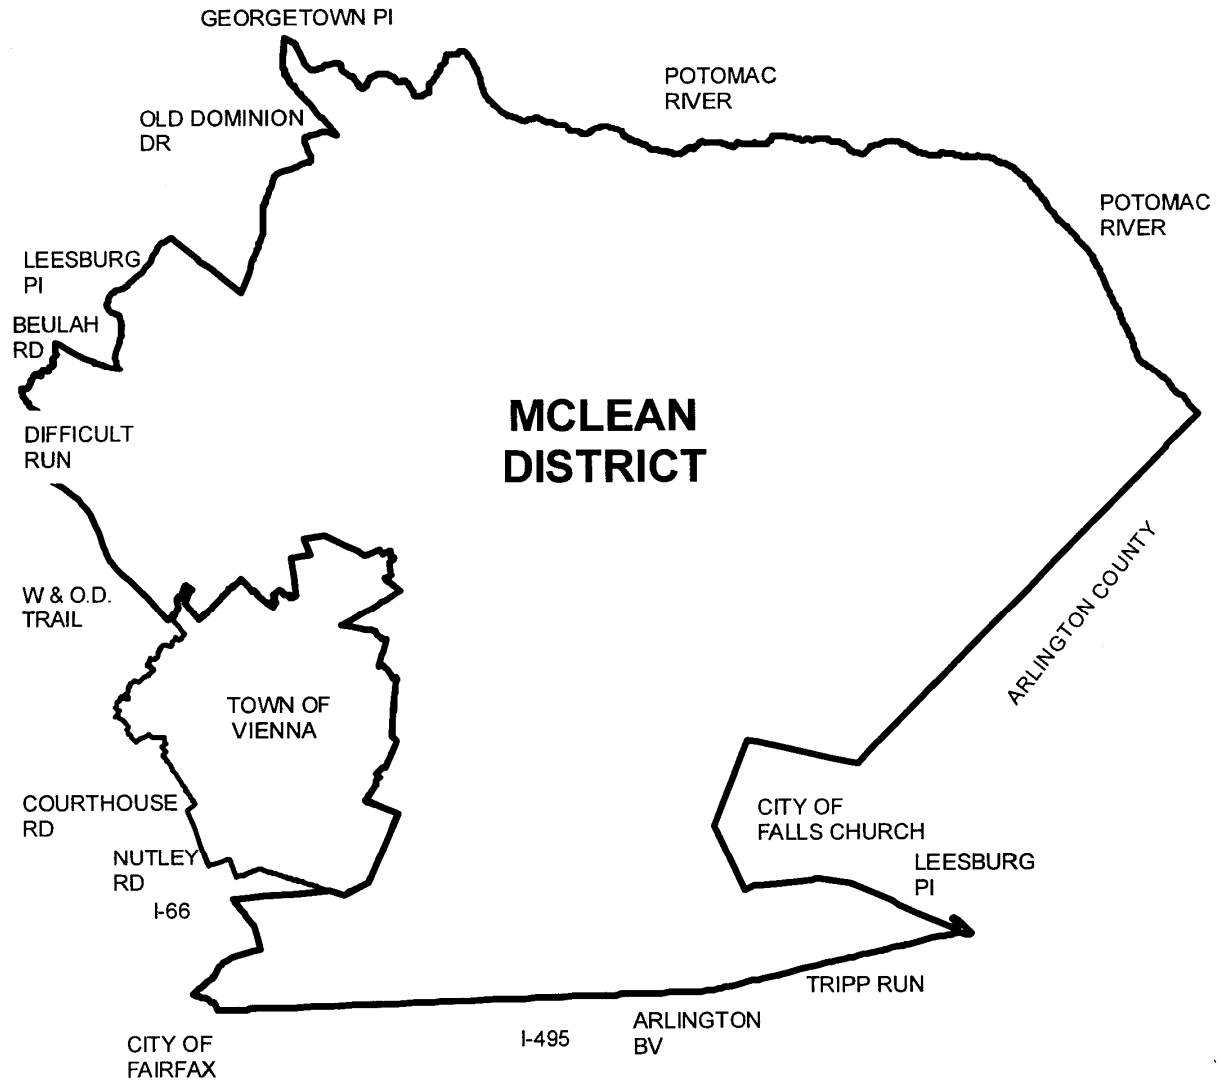 GEORGETOWN PI
POTOMAC
RIVER
OLD DOMINION
DR
POTOMAC
RIVER
LEESBURG
PI
BEULAH
RD
MCLEAN
DISTRICT
DIFFICULT
RUN
ARLINGTON COUNTY
W & O.D.
TRAIL
TOWN OF
VIENNA
COURTHOUSE
RD
CITY OF
FALLS CHURCH
NUTLEY
RD
LEESBURG
PI
I-66
TRIPP RUN
ARLINGTON
BV
I-495
CITY OF
FAIRFAX